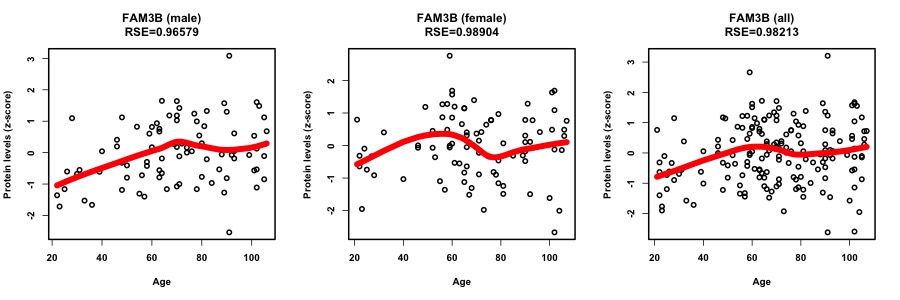 FAM3B (male)
RSE=0.96579
Protein levels (z-score)
3
2
1
0
-1
-2
20 40 60 80 100
Age
FAM3B (female)
RSE=0.98904
Protein levels (z-score)
2
1
0
-1
-2
20 40 60 80 100
Age
FAM3B (all)
RSE=0.98213
Protein levels (z-score)
3
2
1
0
-1
-2
20 40 60 80 100
Age